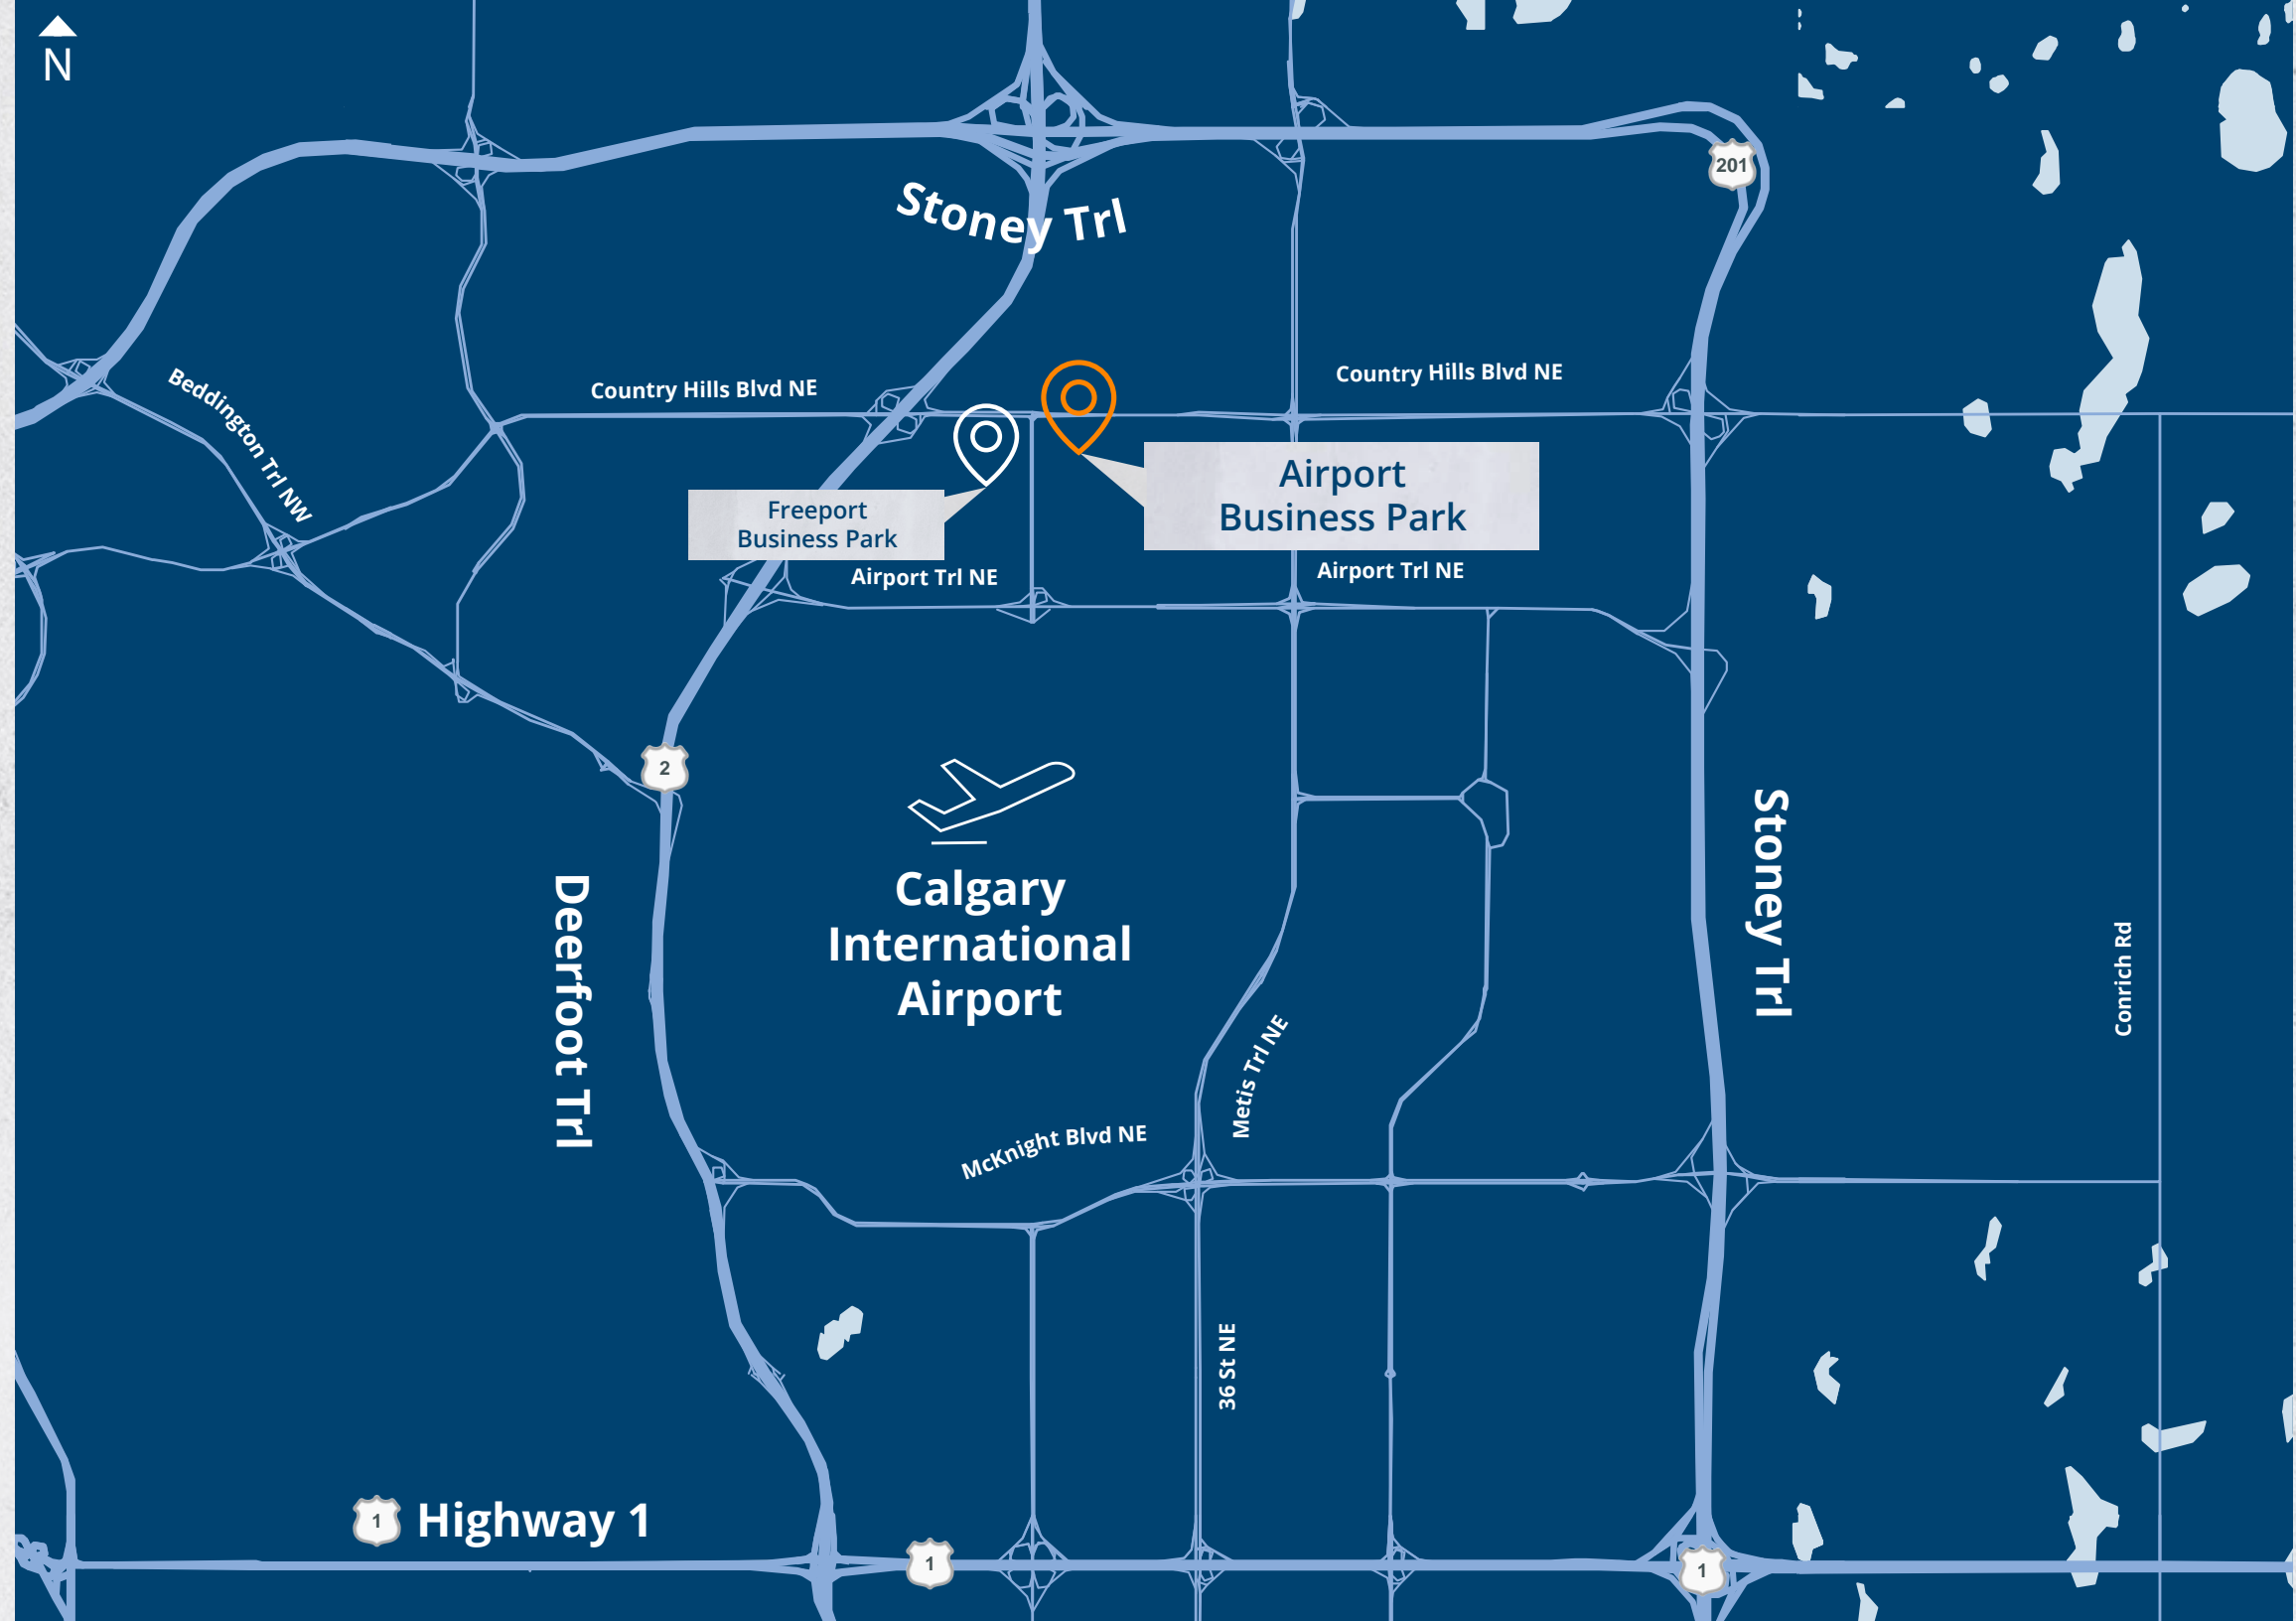 N
201
Stoney Trl
Country Hills Blvd NE
Country Hills Blvd NE
Beddington Trl NW
Airport
Business Park
Freeport
Business Park
Airport Trl NE
Airport Trl NE
2
Calgary
International
Airport
Deerfoot Trl
Stoney Trl
Conrich Rd
Metis Trl NE
McKnight Blvd NE
36 St NE
1
Highway 1
1
1